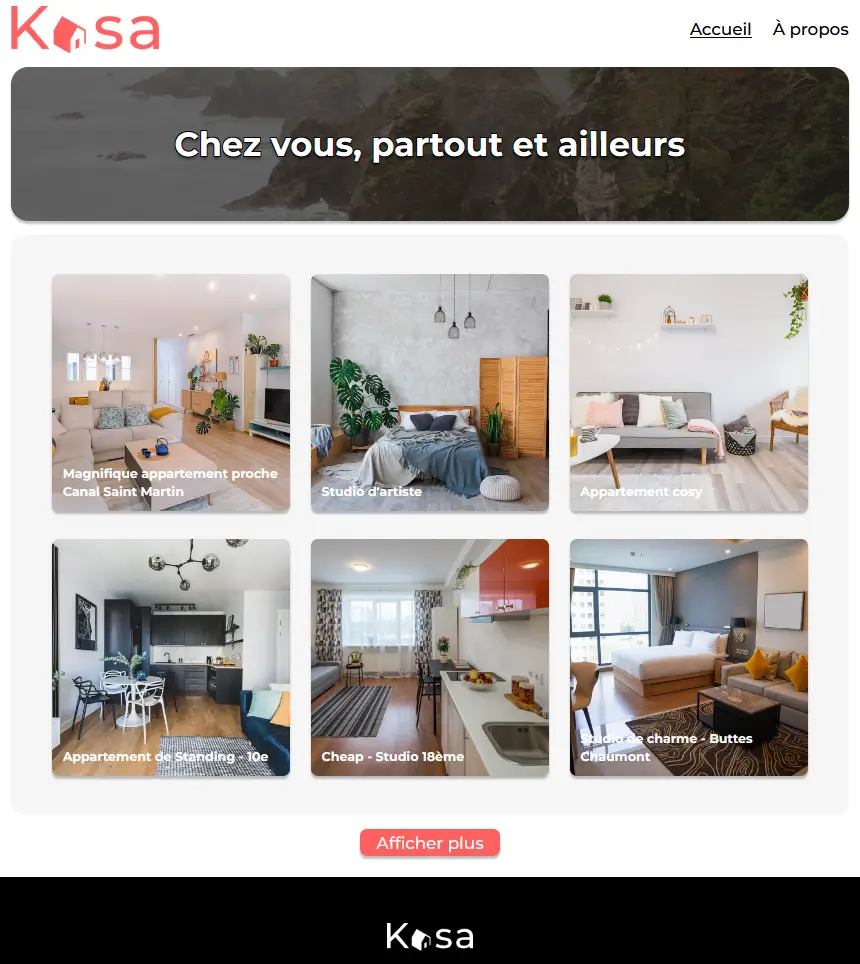 Kasa
Accueil
À propos
Chez vous, partout et ailleurs
Magnifique appartement proche
Canal Saint Martin
Studio d'artiste
Appartement cosy
Appartement de Standing - 10e
Cheap - Studio 18ème
Studio de charme - Buttes
Chaumont
Afficher plus
Kasa